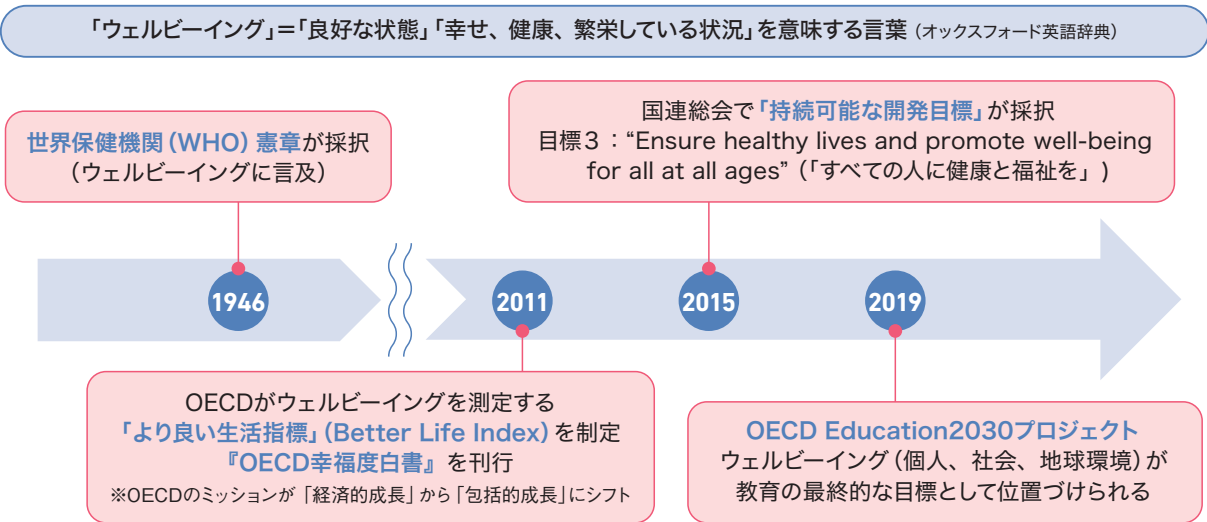 「ウェルビーイング」＝「良好な状態」「幸せ、健康、繁栄している状況」を意味する言葉（オックスフォード英語辞典）
世界保健機関（WHO）憲章が採択
（ウェルビーイングに言及）
国連総会で「持続可能な開発目標」が採択
目標３：“Ensure healthy lives and promote well-being
for all at all ages”（「すべての人に健康と福祉を」)
1946
2011
2015
2019
OECDがウェルビーイングを測定する
「より良い生活指標」（Better Life Index）を制定
『OECD幸福度白書』を刊行
※OECDのミッションが「経済的成長」から「包括的成長」にシフト
OECD Education2030プロジェクト
ウェルビーイング（個人、社会、地球環境）が
教育の最終的な目標として位置づけられる